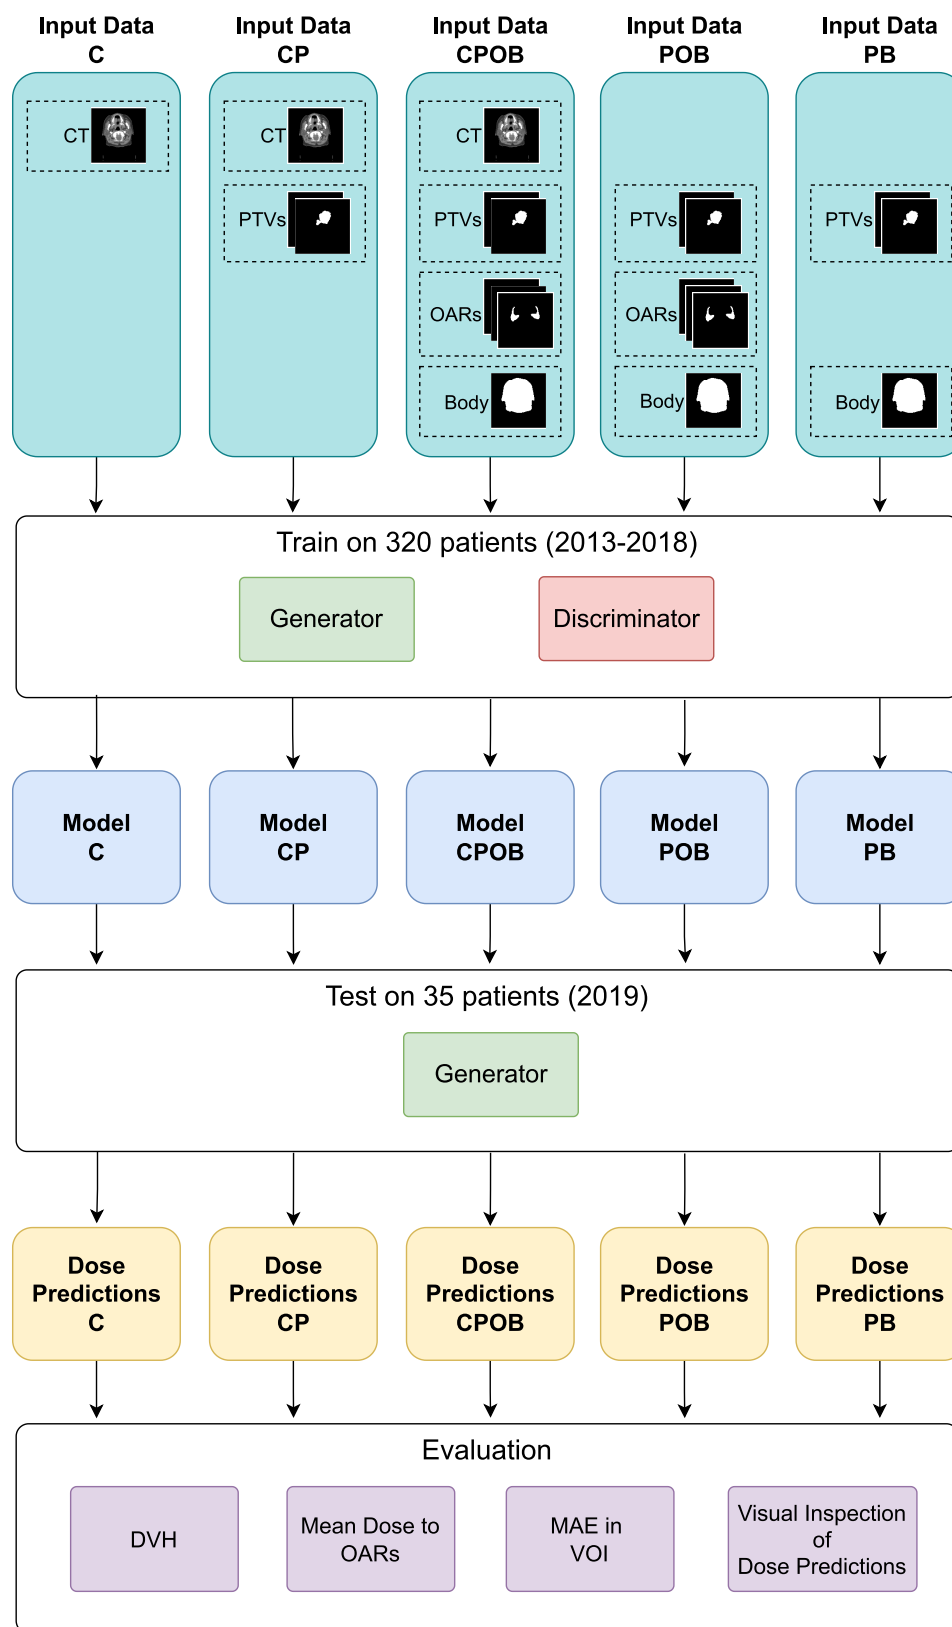 Input Data
C
Input Data
CP
Input Data
CPOB
Input Data
POB
Input Data
PB
CT
CT
CT
PTVs
PTVs
PTVs
PTVs
OARs
OARs
Body
Body
Body
Train on 320 patients (2013-2018)
Generator
Discriminator
Model
C
Model
CP
Model
CPOB
Model
POB
Model
PB
Test on 35 patients (2019)
Generator
Dose
Predictions
C
Dose
Predictions
CP
Dose
Predictions
CPOB
Dose
Predictions
POB
Dose
Predictions
PB
Evaluation
DVH
Mean Dose to
OARs
MAE in
VOI
Visual Inspection
of
Dose Predictions